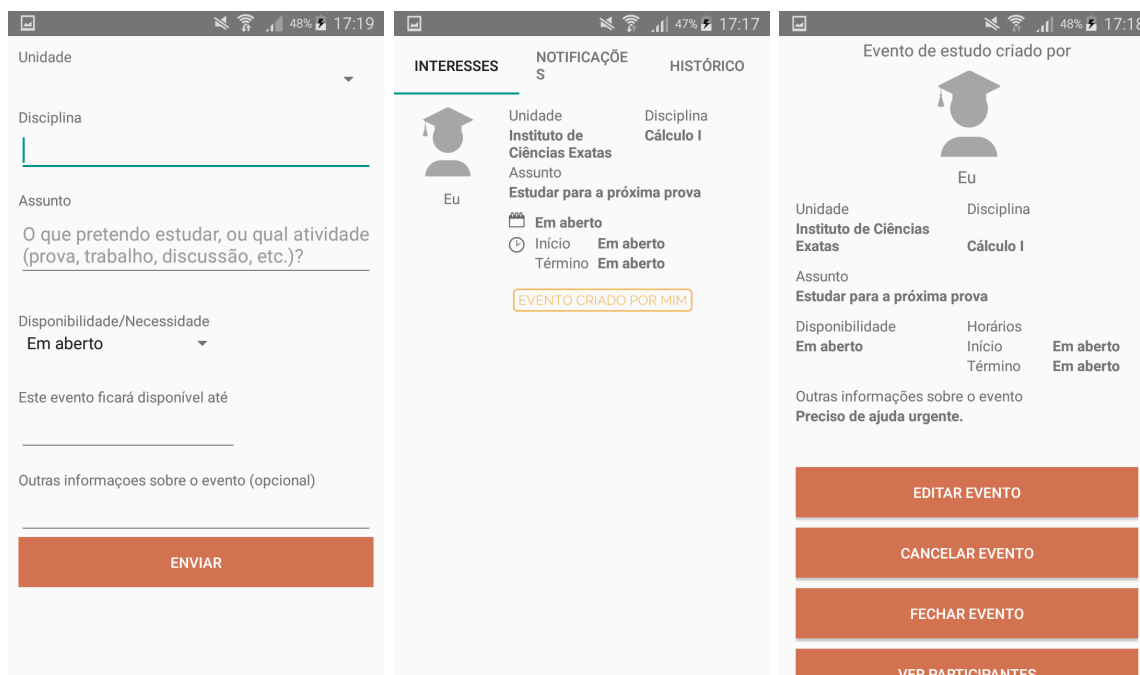 48% 17:19
Unidade
Disciplina
Assunto
O que pretendo estudar, ou qual atividade
(prova, trabalho, discussão, etc.)?
Disponibilidade/Necessidade
Em aberto
Este evento ficará disponível até
Outras informaçoes sobre o evento (opcional)
ENVIAR
47% 17:17
INTERESSES
NOTIFICAÇÕE
S
HISTÓRICO
Unidade Disciplina
Instituto de Cálculo I
Ciências Exatas
Assunto
Estudar para a próxima prova
Eu
Em aberto
Início Em aberto
Término Em aberto
EVENTO CRIADO POR MIM
48% 17:18
Evento de estudo criado por
Eu
Unidade Disciplina
Instituto de Ciências
Exatas Cálculo I
Assunto
Estudar para a próxima prova
Disponibilidade Horários
Em aberto Início Em aberto
Término Em aberto
Outras informações sobre o evento
Preciso de ajuda urgente.
EDITAR EVENTO
CANCELAR EVENTO
FECHAR EVENTO
VER PARTICIPANTES